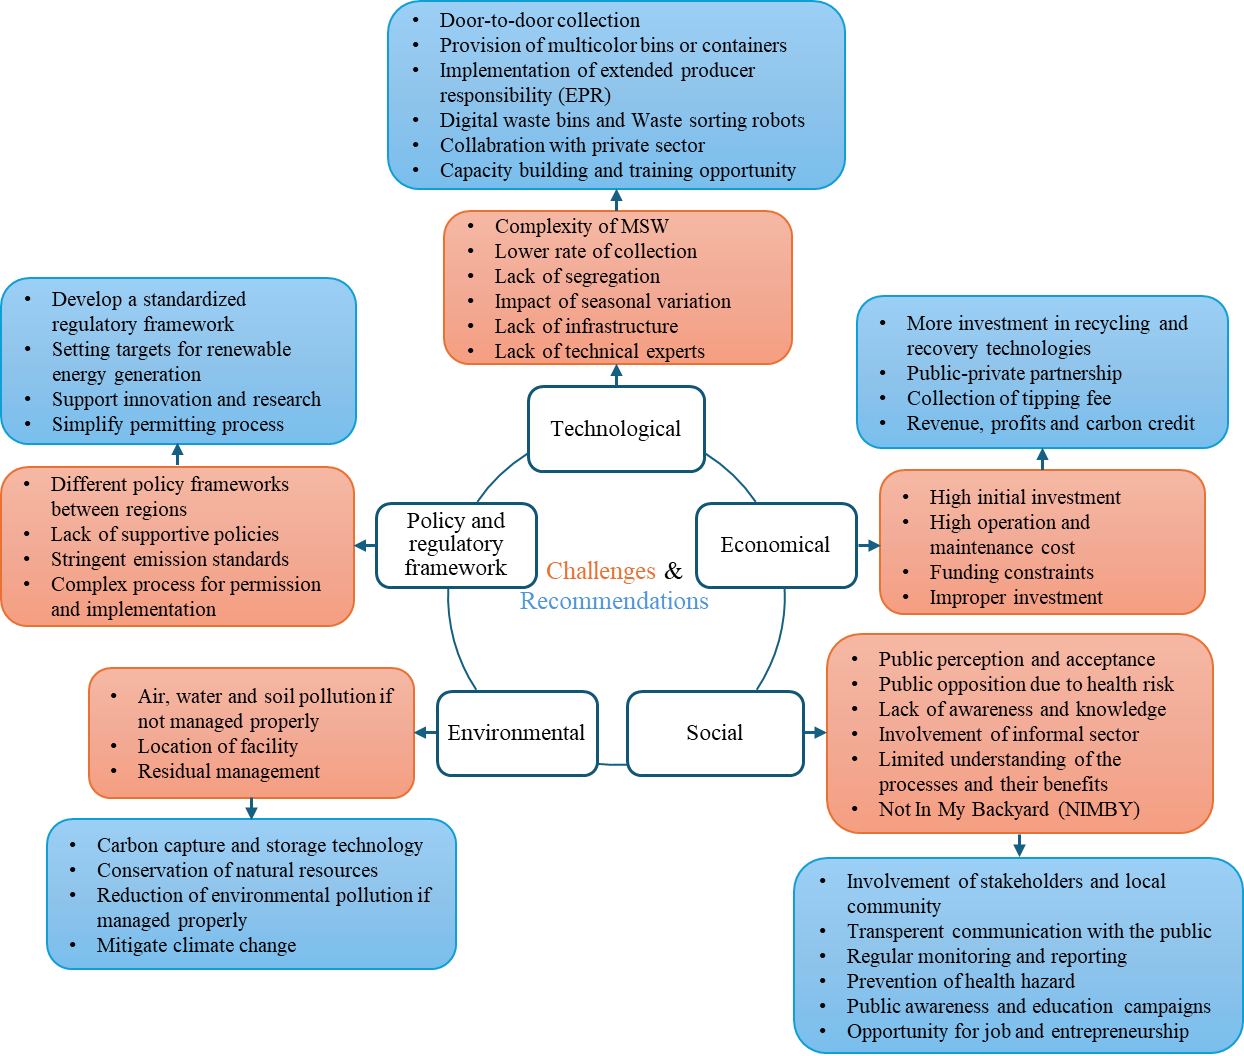 • Door-to-door collection
• Provision of multicolor bins or containers
• Implementation of extended producer
responsibility (EPR)
• Digital waste bins and Waste sorting robots
• Collabration with private sector
• Capacity building and training opportunity
• Complexity of MSW
• Lower rate of collection
• Lack of segregation
• Impact of seasonal variation
• Lack of infrastructure
• Lack of technical experts
Technological
• Develop a standardized
regulatory framework
• Setting targets for renewable
energy generation
• Support innovation and research
• Simplify permitting process
• Different policy frameworks
between regions
• Lack of supportive policies
• Stringent emission standards
• Complex process for permission
and implementation
Policy and
regulatory
framework
Challenges &
Recommendations
• More investment in recycling and
recovery technologies
• Public-private partnership
• Collection of tipping fee
• Revenue, profits and carbon credit
Economical
• High initial investment
• High operation and
maintenance cost
• Funding constraints
• Improper investment
• Air, water and soil pollution if
not managed properly
• Location of facility
• Residual management
Environmental
• Carbon capture and storage technology
• Conservation of natural resources
• Reduction of environmental pollution if
managed properly
• Mitigate climate change
Social
• Public perception and acceptance
• Public opposition due to health risk
• Lack of awareness and knowledge
• Involvement of informal sector
• Limited understanding of the
processes and their benefits
• Not In My Backyard (NIMBY)
• Involvement of stakeholders and local
community
• Transperent communication with the public
• Regular monitoring and reporting
• Prevention of health hazard
• Public awareness and education campaigns
• Opportunity for job and entrepreneurship